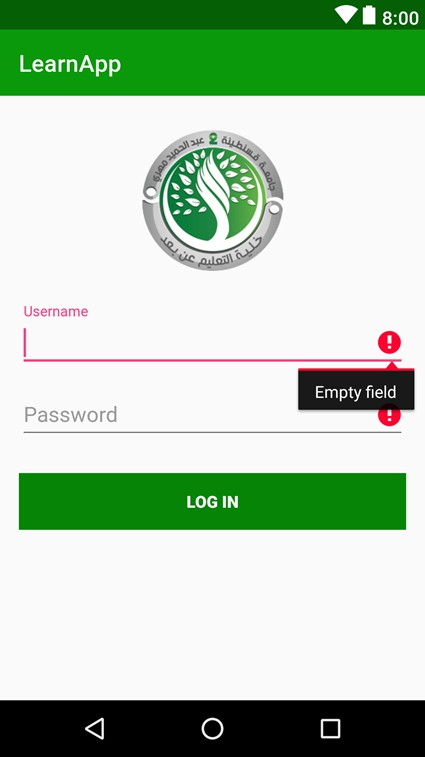 8:00
LearnApp
جامعة قسنطينة 2 عبد الحميد مهري
خلية التعليم عن بعد
Username
Empty field
Password
LOG IN